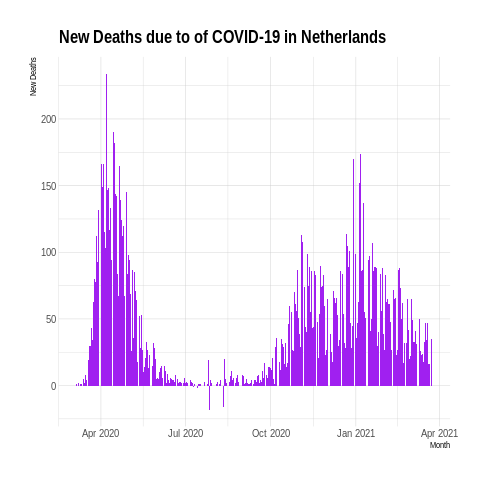 New Deaths due to of COVID-19 in Netherlands
New Deaths
200
150
100
50
0
Apr 2020 Jul 2020 Oct 2020 Jan 2021 Apr 2021
Month